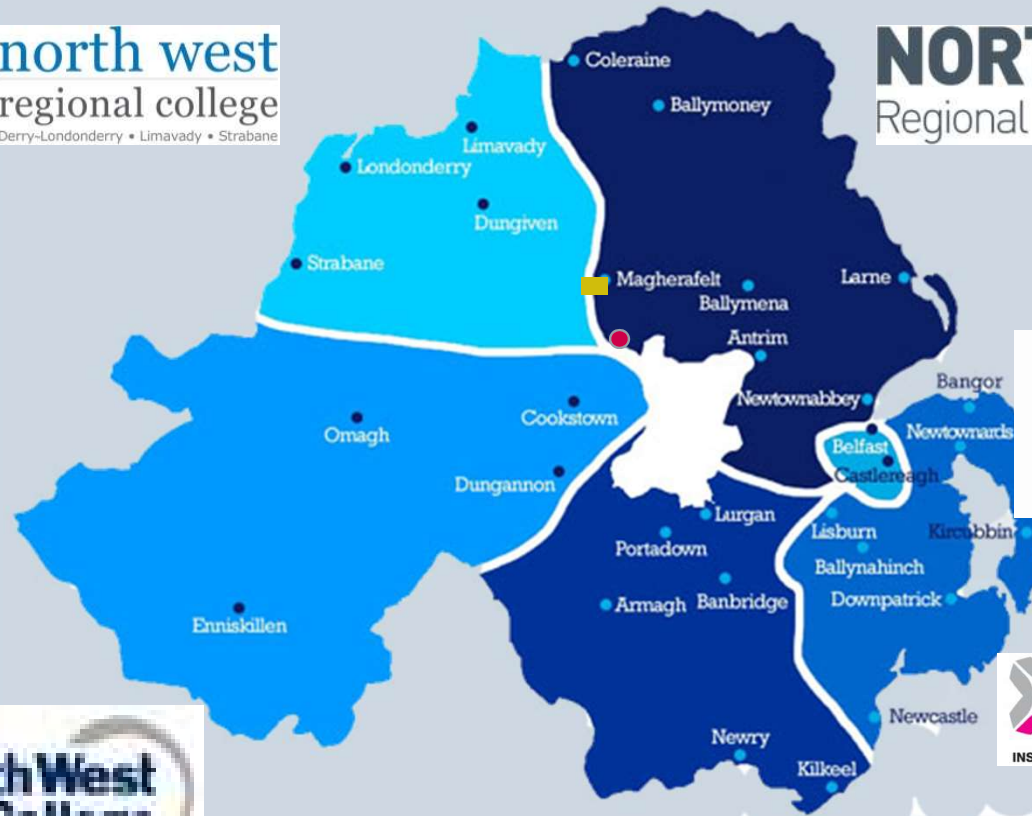 north west
regional college
Derry~Londonderry • Limavady • Strabane
NORT
Regional
Coleraine
Ballymoney
Limavady
Londonderry
Dungiven
Strabane
Magherafelt
Larne
Ballymena
Antrim
Bangor
Newtownabbey
Cookstown
Omagh
Belfast
Newtownards
Castlereagh
Dungannon
Lurgan
Lisburn
Kircubbin
Portadown
Ballynahinch
Armagh
Banbridge
Downpatrick
Enniskillen
Newcastle
Newry
Kilkeel
INS
th West